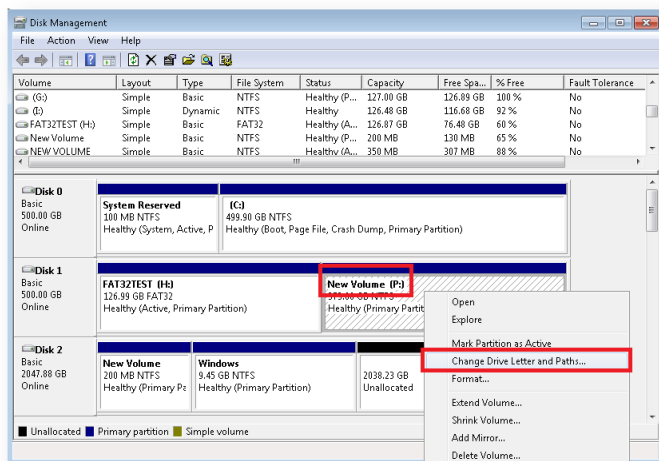 Disk Management
File Action View Help
Volume Layout Type File System Status Capacity Free Spa... % Free Fault Tolerance
(G:) Simple Basic NTFS Healthy (P... 127.00 GB 126.89 GB 100 % No
(I:) Simple Dynamic NTFS Healthy 126.48 GB 116.68 GB 92 % No
FAT32TEST (H:) Simple Basic FAT32 Healthy (A... 126.87 GB 76.48 GB 60 % No
New Volume Simple Basic NTFS Healthy (P... 200 MB 130 MB 65 % No
NEW VOLUME Simple Basic NTFS Healthy (A... 350 MB 307 MB 88 % No
Disk 0
Basic
500.00 GB
Online
System Reserved
100 MB NTFS
Healthy (System, Active, P
(C:)
499.90 GB NTFS
Healthy (Boot, Page File, Crash Dump, Primary Partition)
Disk 1
Basic
500.00 GB
Online
FAT32TEST (H:)
126.99 GB FAT32
Healthy (Active, Primary Partition)
New Volume (P:)
373.00 GB NTFS
Healthy (Primary Partit
Disk 2
Basic
2047.88 GB
Online
New Volume
200 MB NTFS
Healthy (Primary Pa
Windows
9.45 GB NTFS
Healthy (Primary Partition)
2038.23 GB
Unallocated
Open
Explore
Mark Partition as Active
Change Drive Letter and Paths...
Format...
Extend Volume...
Shrink Volume...
Add Mirror...
Delete Volume...
Unallocated Primary partition Simple volume